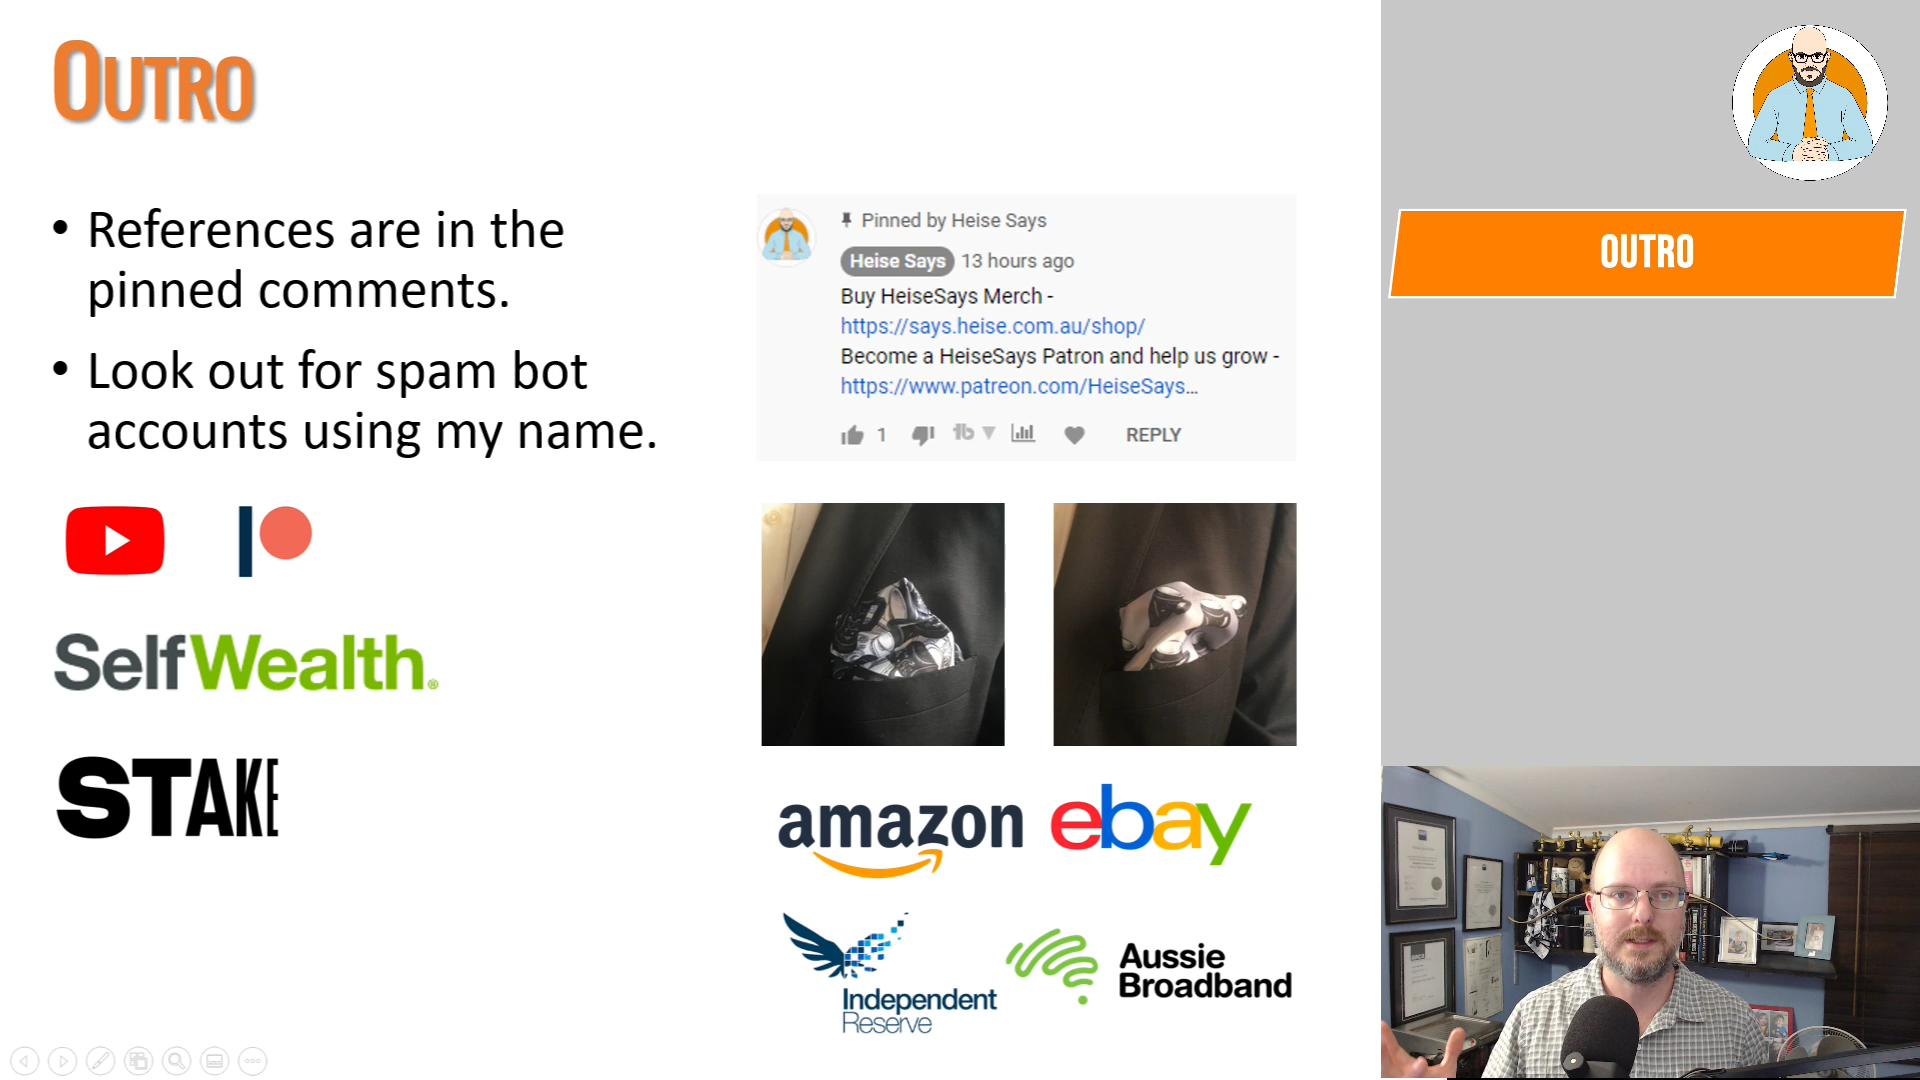 Outro
• References are in the
pinned comments.
• Look out for spam bot
accounts using my name.
SelfWealth®
STAKE
Pinned by Heise Says
Heise Says 13 hours ago
Buy HeiseSays Merch -
https://says.heise.com.au/shop/
Become a HeiseSays Patron and help us grow -
https://www.patreon.com/HeiseSays...
1 tb REPLY
amazon ebay
Independent
Reserve
Aussie
Broadband
OUTRO